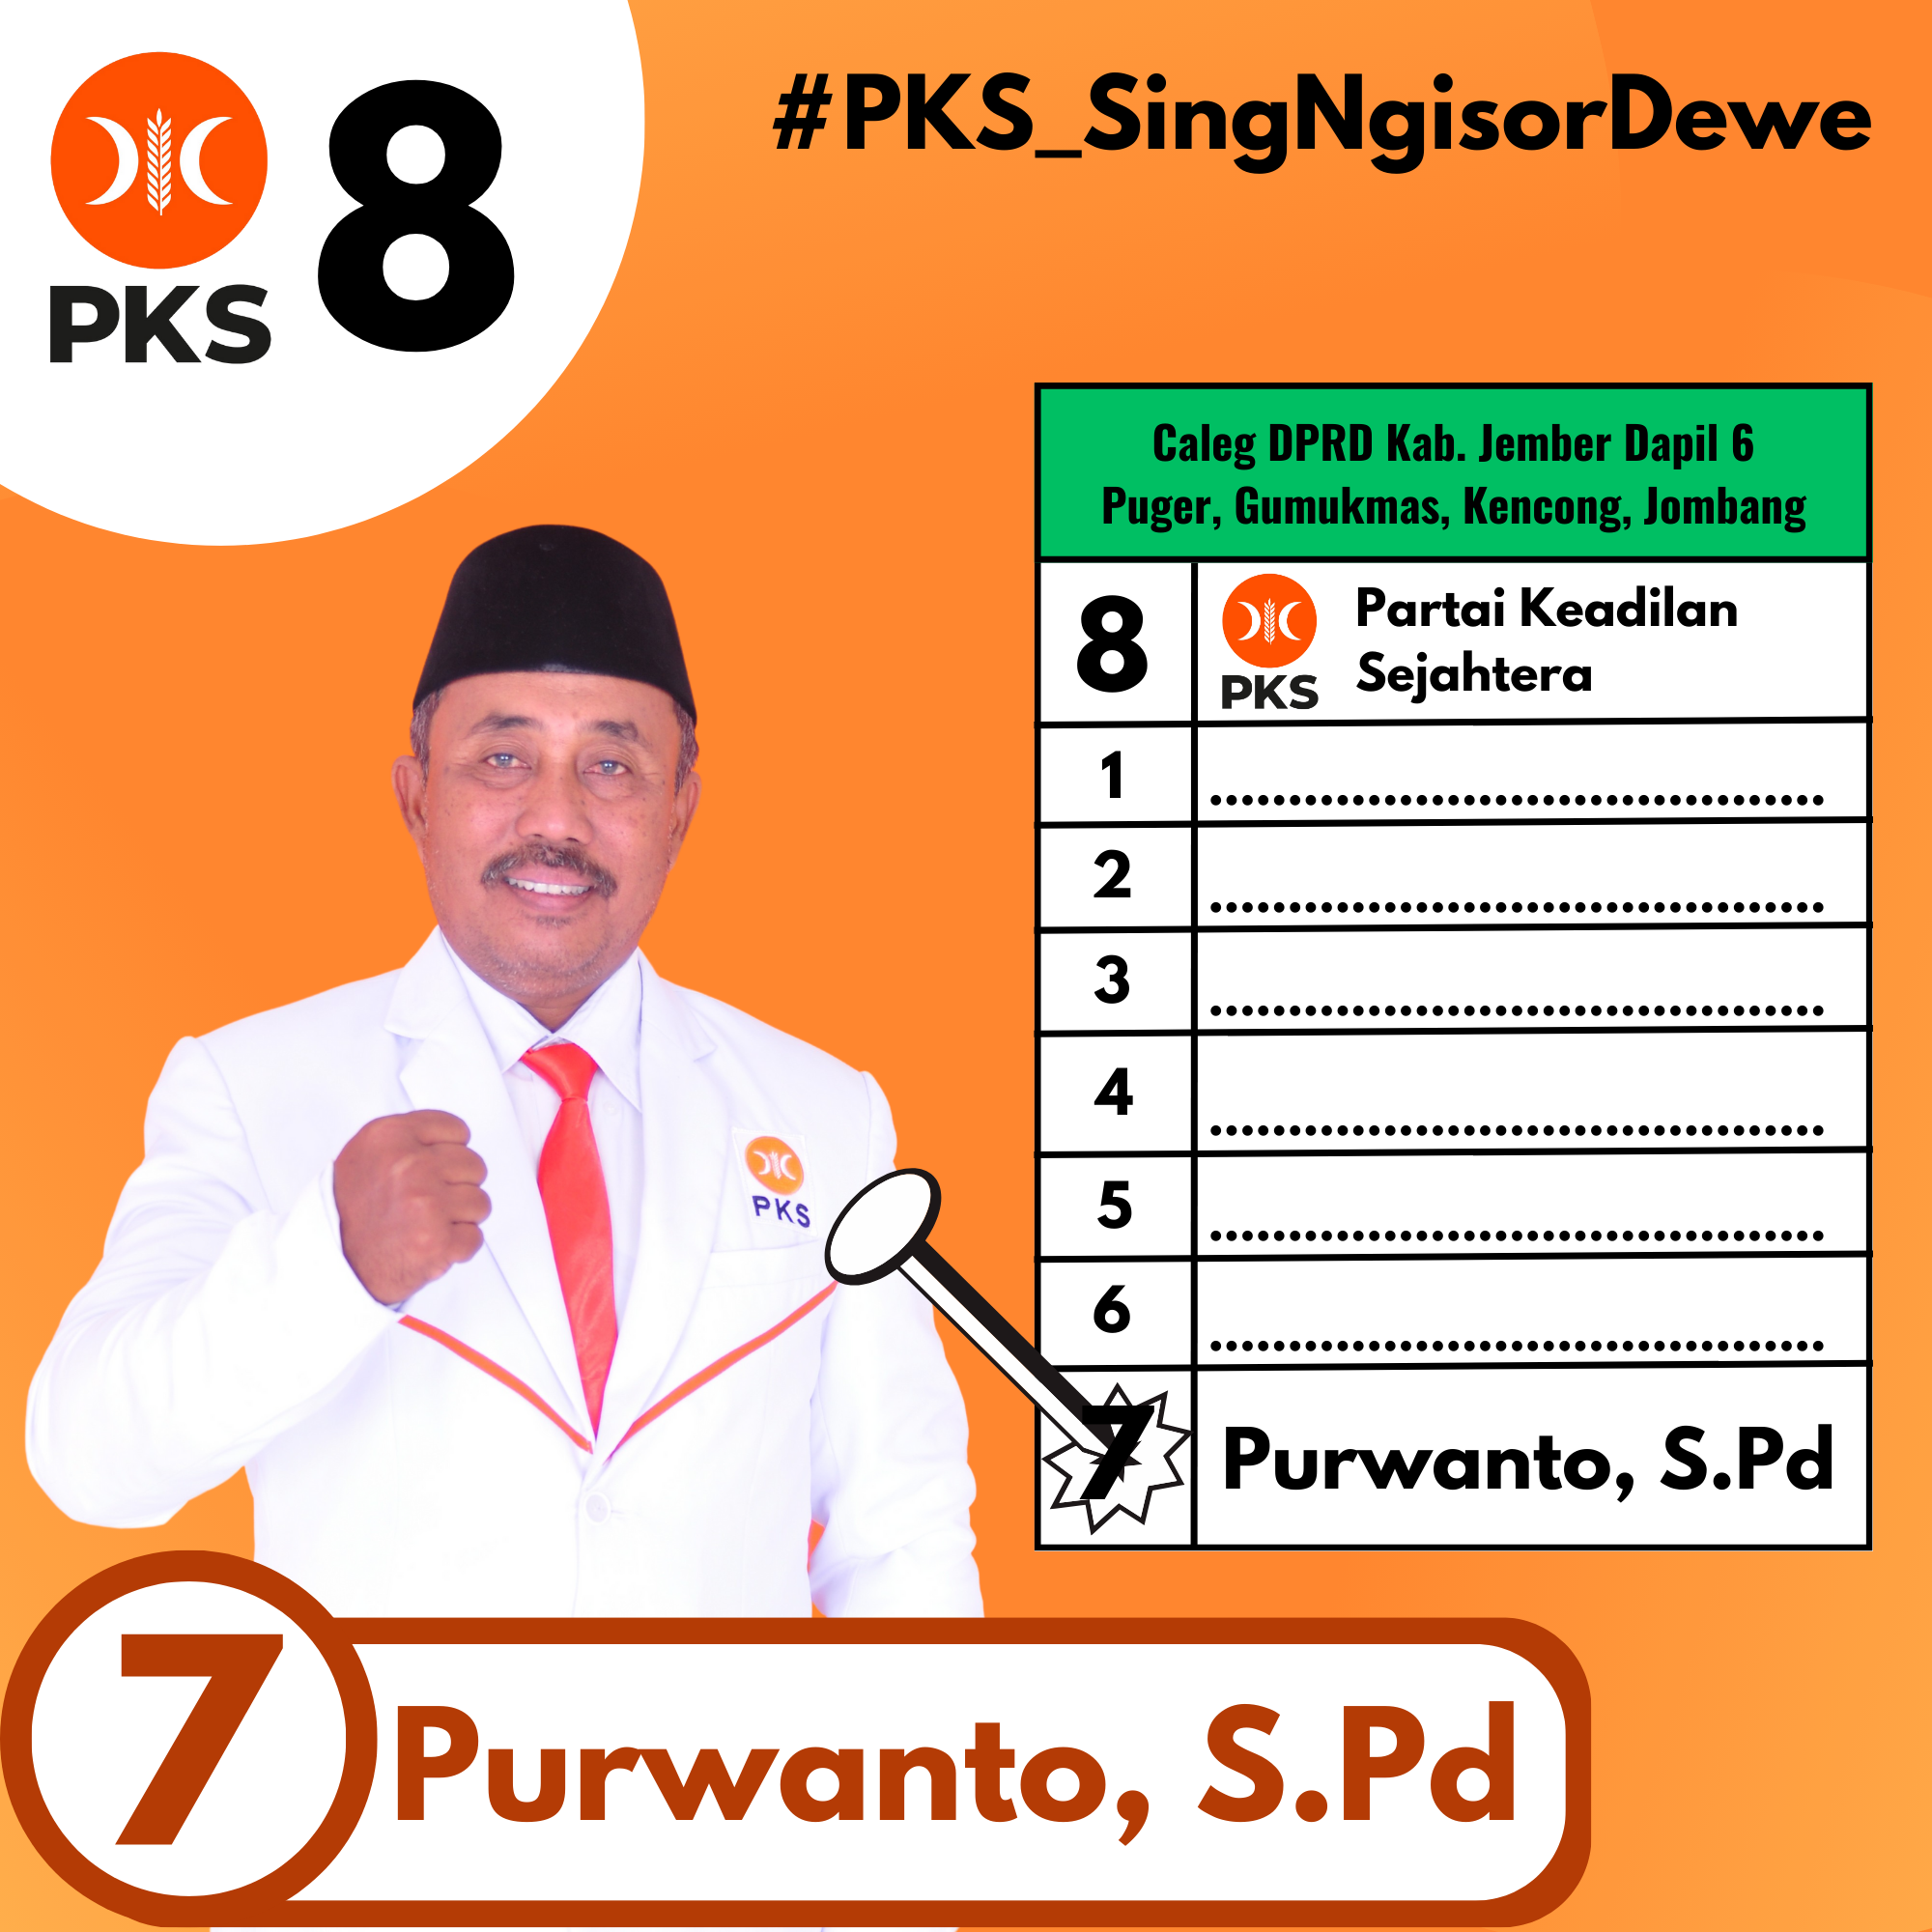 PKS
8
#PKS_SingNgisorDewe
Caleg DPRD Kab. Jember Dapil 6
Puger, Gumukmas, Kencong, Jombang
8
PKS
Partai Keadilan
Sejahtera
1 .......................................
2 .......................................
3 .......................................
4 .......................................
5 .......................................
6 .......................................
7 Purwanto, S.Pd
PKS
7 Purwanto, S.Pd